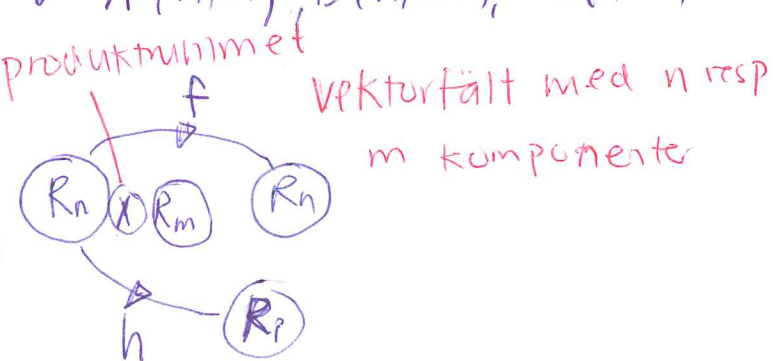 produktrummet
f
vektorfält med n resp
m komponenter
Rn X Rm Rn
h
Rp